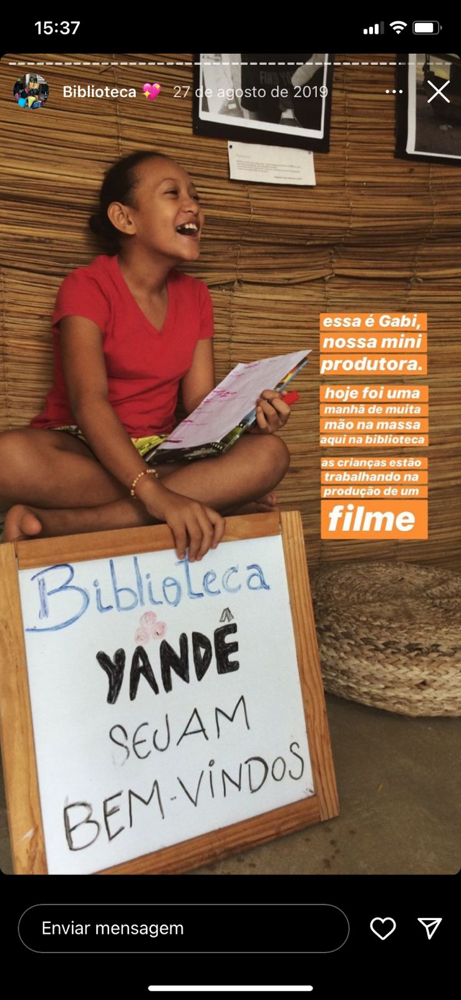 15:37
Biblioteca 💖 27 de agosto de 2019
essa é Gabi,
nossa mini
produtora.
hoje foi uma
manhã de muita
mão na massa
aqui na biblioteca
as crianças estão
trabalhando na
produção de um
filme
Biblioteca
YANDÊ
SEJAM
BEM-VINDOS
Enviar mensagem